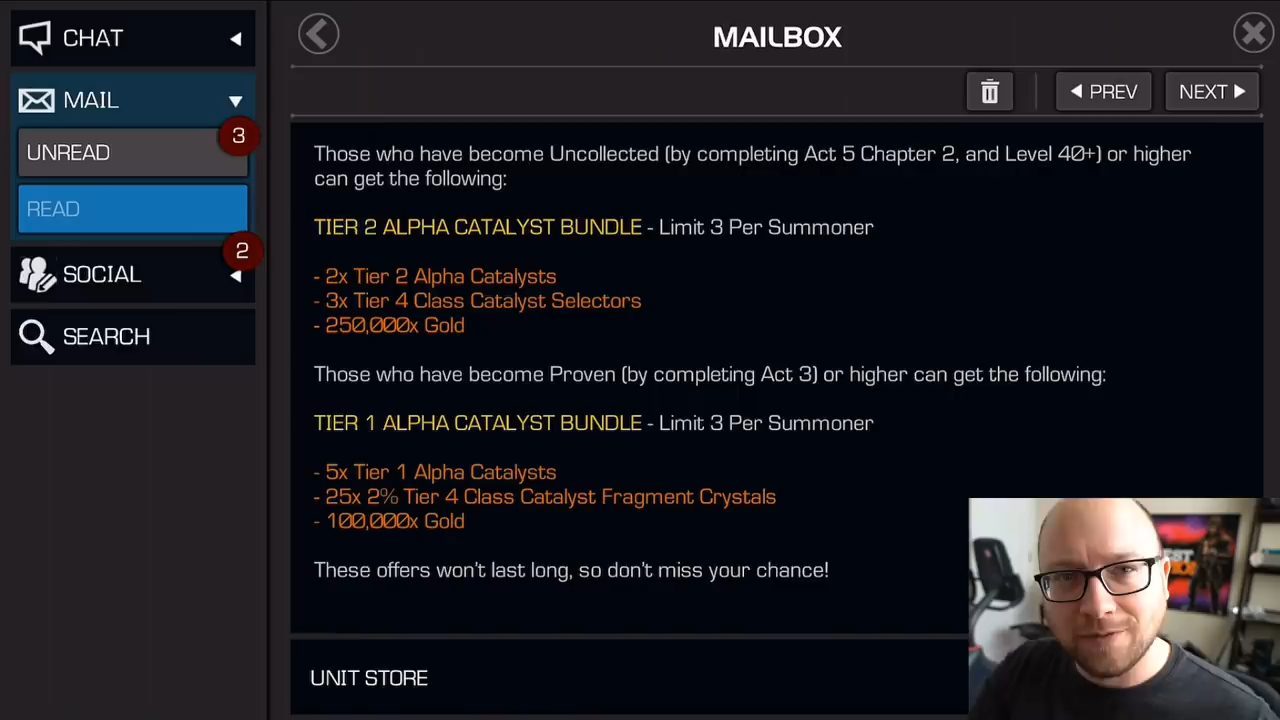 CHAT
MAIL
UNREAD
3
READ
SOCIAL
2
SEARCH
MAILBOX
PREV
NEXT
Those who have become Uncollected (by completing Act 5 Chapter 2, and Level 40+) or higher
can get the following:
TIER 2 ALPHA CATALYST BUNDLE - Limit 3 Per Summoner
- 2x Tier 2 Alpha Catalysts
- 3x Tier 4 Class Catalyst Selectors
- 250,000x Gold
Those who have become Proven (by completing Act 3) or higher can get the following:
TIER 1 ALPHA CATALYST BUNDLE - Limit 3 Per Summoner
- 5x Tier 1 Alpha Catalysts
- 25x 2% Tier 4 Class Catalyst Fragment Crystals
- 100,000x Gold
These offers won't last long, so don't miss your chance!
UNIT STORE